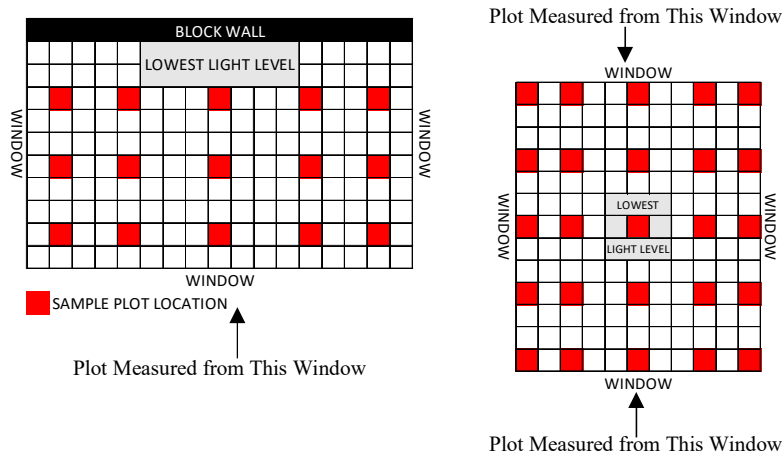 BLOCK WALL
LOWEST LIGHT LEVEL
WINDOW
WINDOW
WINDOW
SAMPLE PLOT LOCATION
Plot Measured from This Window
Plot Measured from This Window
WINDOW
WINDOW
LOWEST
LIGHT LEVEL
WINDOW
WINDOW
Plot Measured from This Window